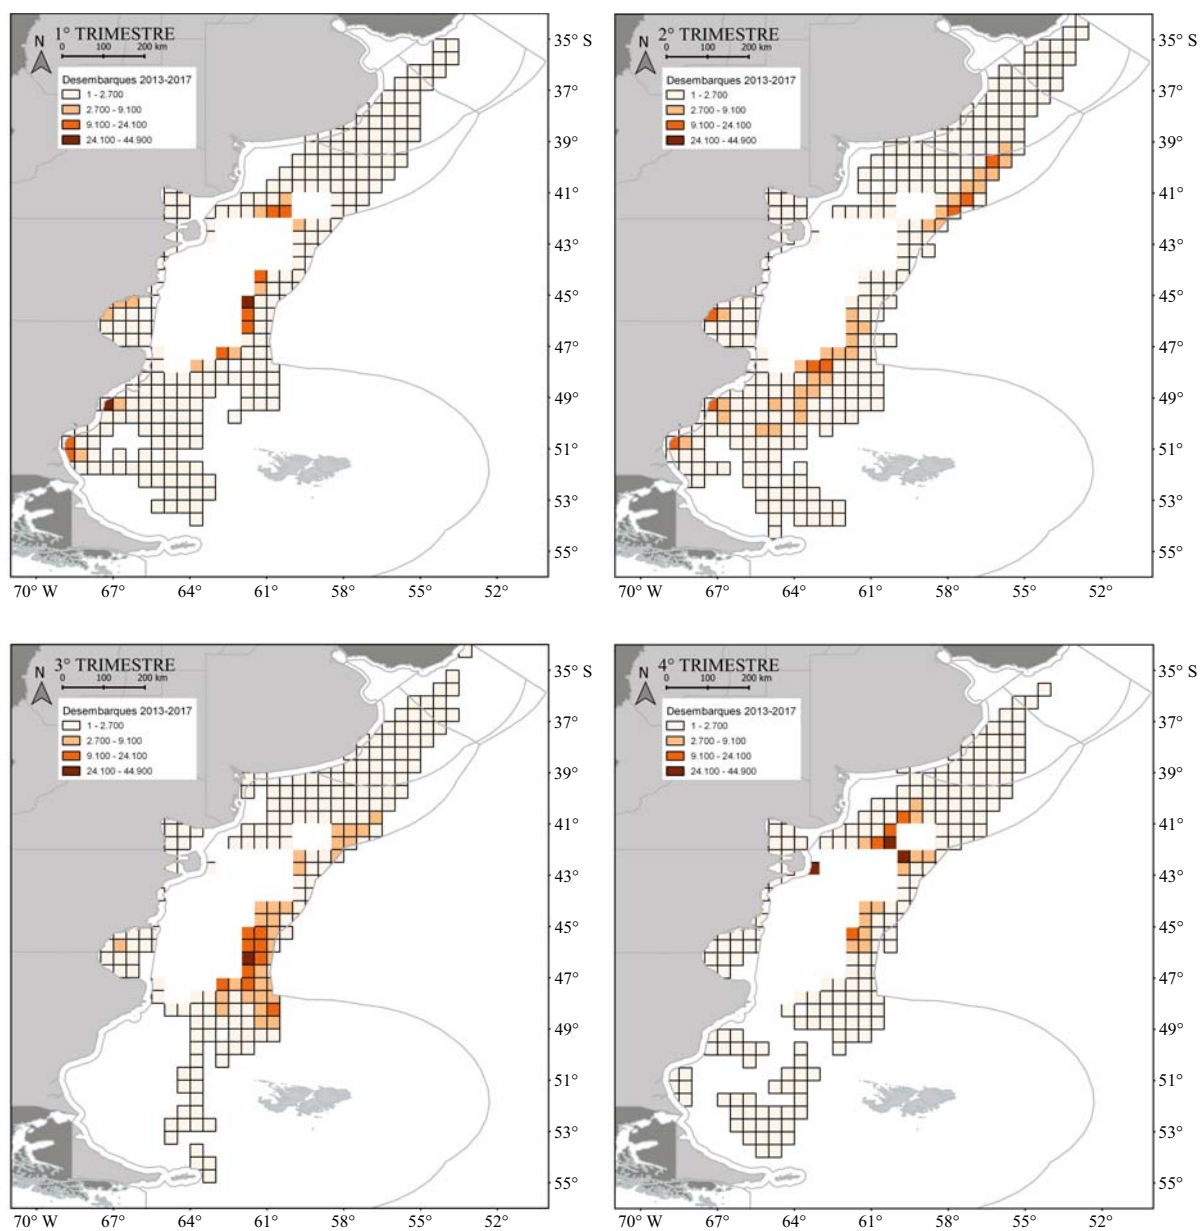 1° TRIMESTRE
N
0 100 200 km
Desembarques 2013-2017
1 - 2.700
2.700 - 9.100
9.100 - 24.100
24.100 - 44.900
35° S
37°
39°
41°
43°
45°
47°
49°
51°
53°
55°
70° W 67° 64° 61° 58° 55° 52°
2° TRIMESTRE
N
0 100 200 km
Desembarques 2013-2017
1 - 2.700
2.700 - 9.100
9.100 - 24.100
24.100 - 44.900
35° S
37°
39°
41°
43°
45°
47°
49°
51°
53°
55°
70° W 67° 64° 61° 58° 55° 52°
3° TRIMESTRE
N
0 100 200 km
Desembarques 2013-2017
1 - 2.700
2.700 - 9.100
9.100 - 24.100
24.100 - 44.900
35° S
37°
39°
41°
43°
45°
47°
49°
51°
53°
55°
70° W 67° 64° 61° 58° 55° 52°
4° TRIMESTRE
N
0 100 200 km
Desembarques 2013-2017
1 - 2.700
2.700 - 9.100
9.100 - 24.100
24.100 - 44.900
35° S
37°
39°
41°
43°
45°
47°
49°
51°
53°
55°
70° W 67° 64° 61° 58° 55° 52°